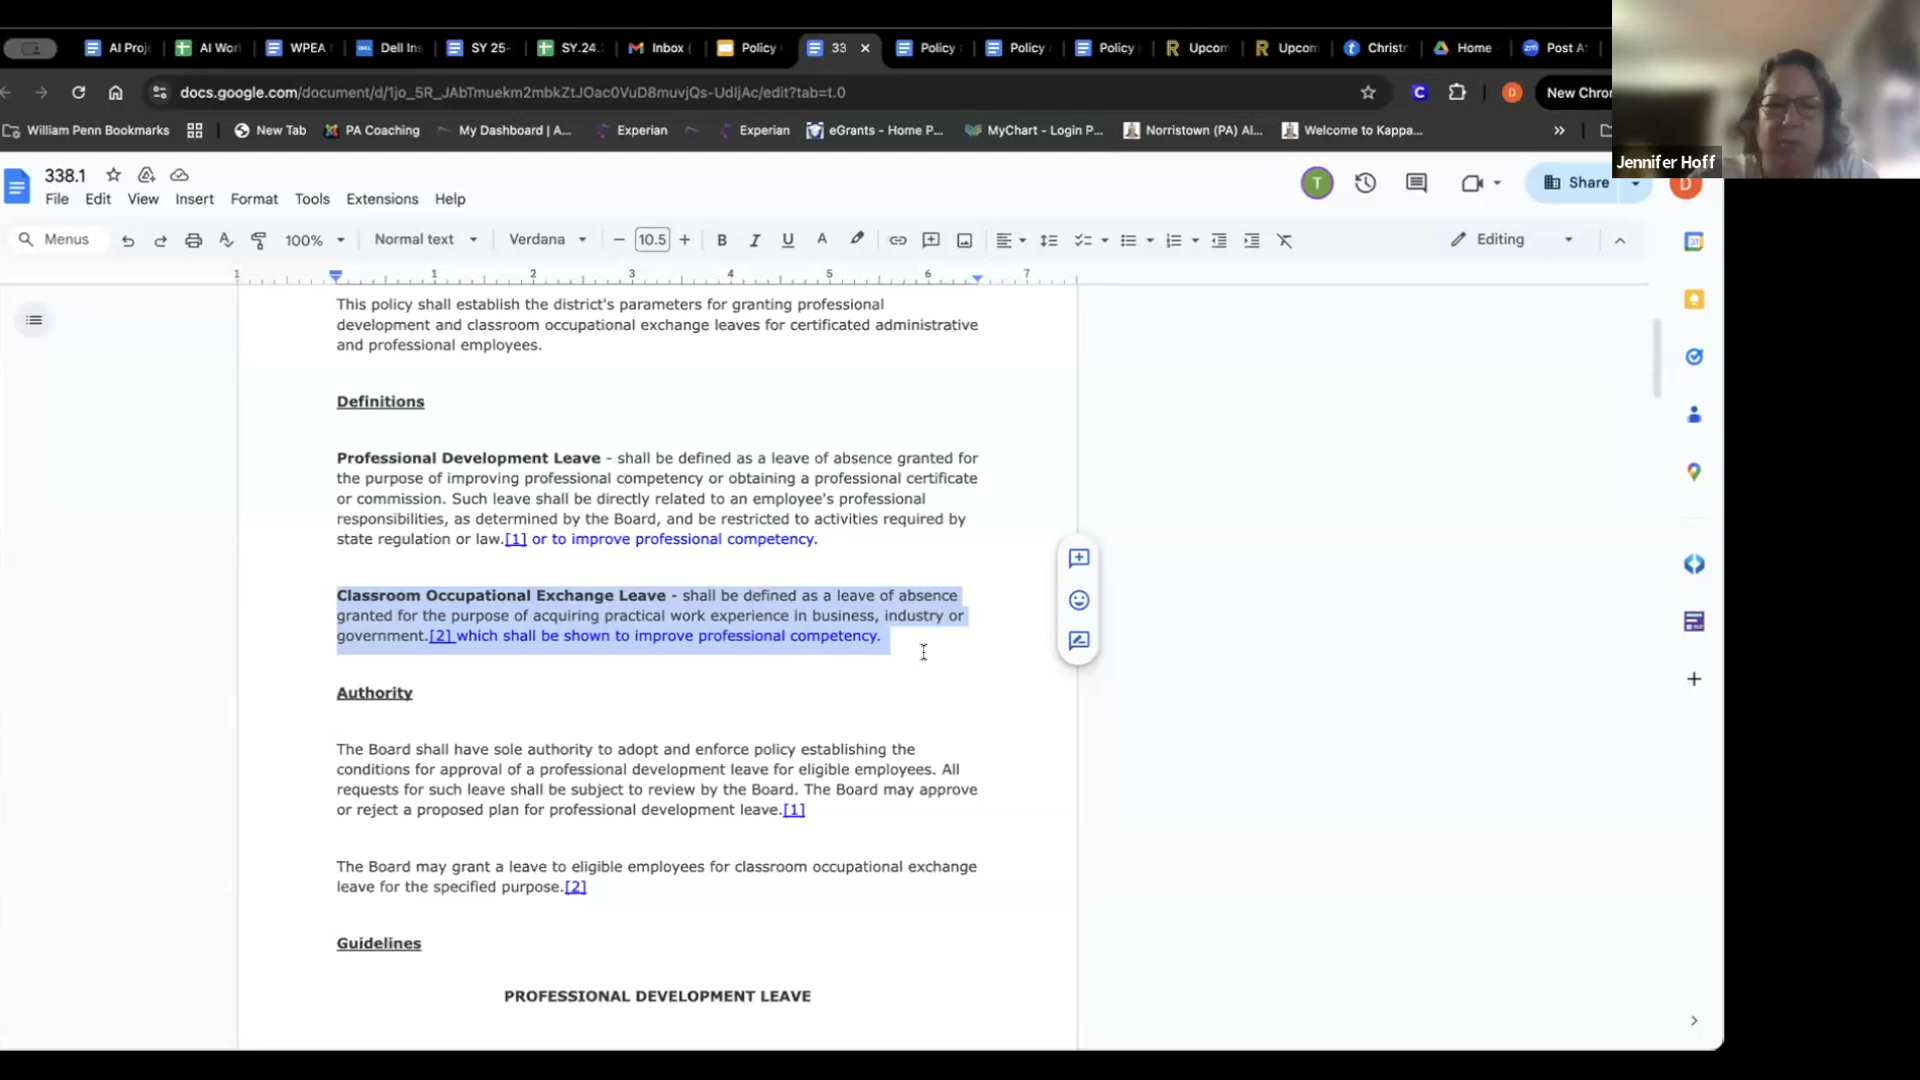 AI Proj
AI Wor
WPEA
Dell Ins
SY 25-
SY.24.
Inbox (
Policy
33
Policy
Policy
Policy
Upcom
Upcom
Christr
Home
Post A
docs.google.com/document/d/1jo_5R_JAbTmuekm2mbkZtJOac0VuD8muvjQs-UdIjAc/edit?tab=t.0
C
D
New Chro
William Penn Bookmarks
New Tab
PA Coaching
My Dashboard | A...
Experian
Experian
eGrants - Home P...
MyChart - Login P...
Norristown (PA) Al...
Welcome to Kappa...
Jennifer Hoff
338.1
T
Share
D
File Edit View Insert Format Tools Extensions Help
Menus
100%
Normal text
Verdana
10.5
B I U A
Editing
1 1 2 3 4 5 6 7
This policy shall establish the district's parameters for granting professional
development and classroom occupational exchange leaves for certificated administrative
and professional employees.
Definitions
Professional Development Leave - shall be defined as a leave of absence granted for
the purpose of improving professional competency or obtaining a professional certificate
or commission. Such leave shall be directly related to an employee's professional
responsibilities, as determined by the Board, and be restricted to activities required by
state regulation or law.[1] or to improve professional competency.
Classroom Occupational Exchange Leave - shall be defined as a leave of absence
granted for the purpose of acquiring practical work experience in business, industry or
government.[2] which shall be shown to improve professional competency.
Authority
The Board shall have sole authority to adopt and enforce policy establishing the
conditions for approval of a professional development leave for eligible employees. All
requests for such leave shall be subject to review by the Board. The Board may approve
or reject a proposed plan for professional development leave.[1]
The Board may grant a leave to eligible employees for classroom occupational exchange
leave for the specified purpose.[2]
Guidelines
PROFESSIONAL DEVELOPMENT LEAVE